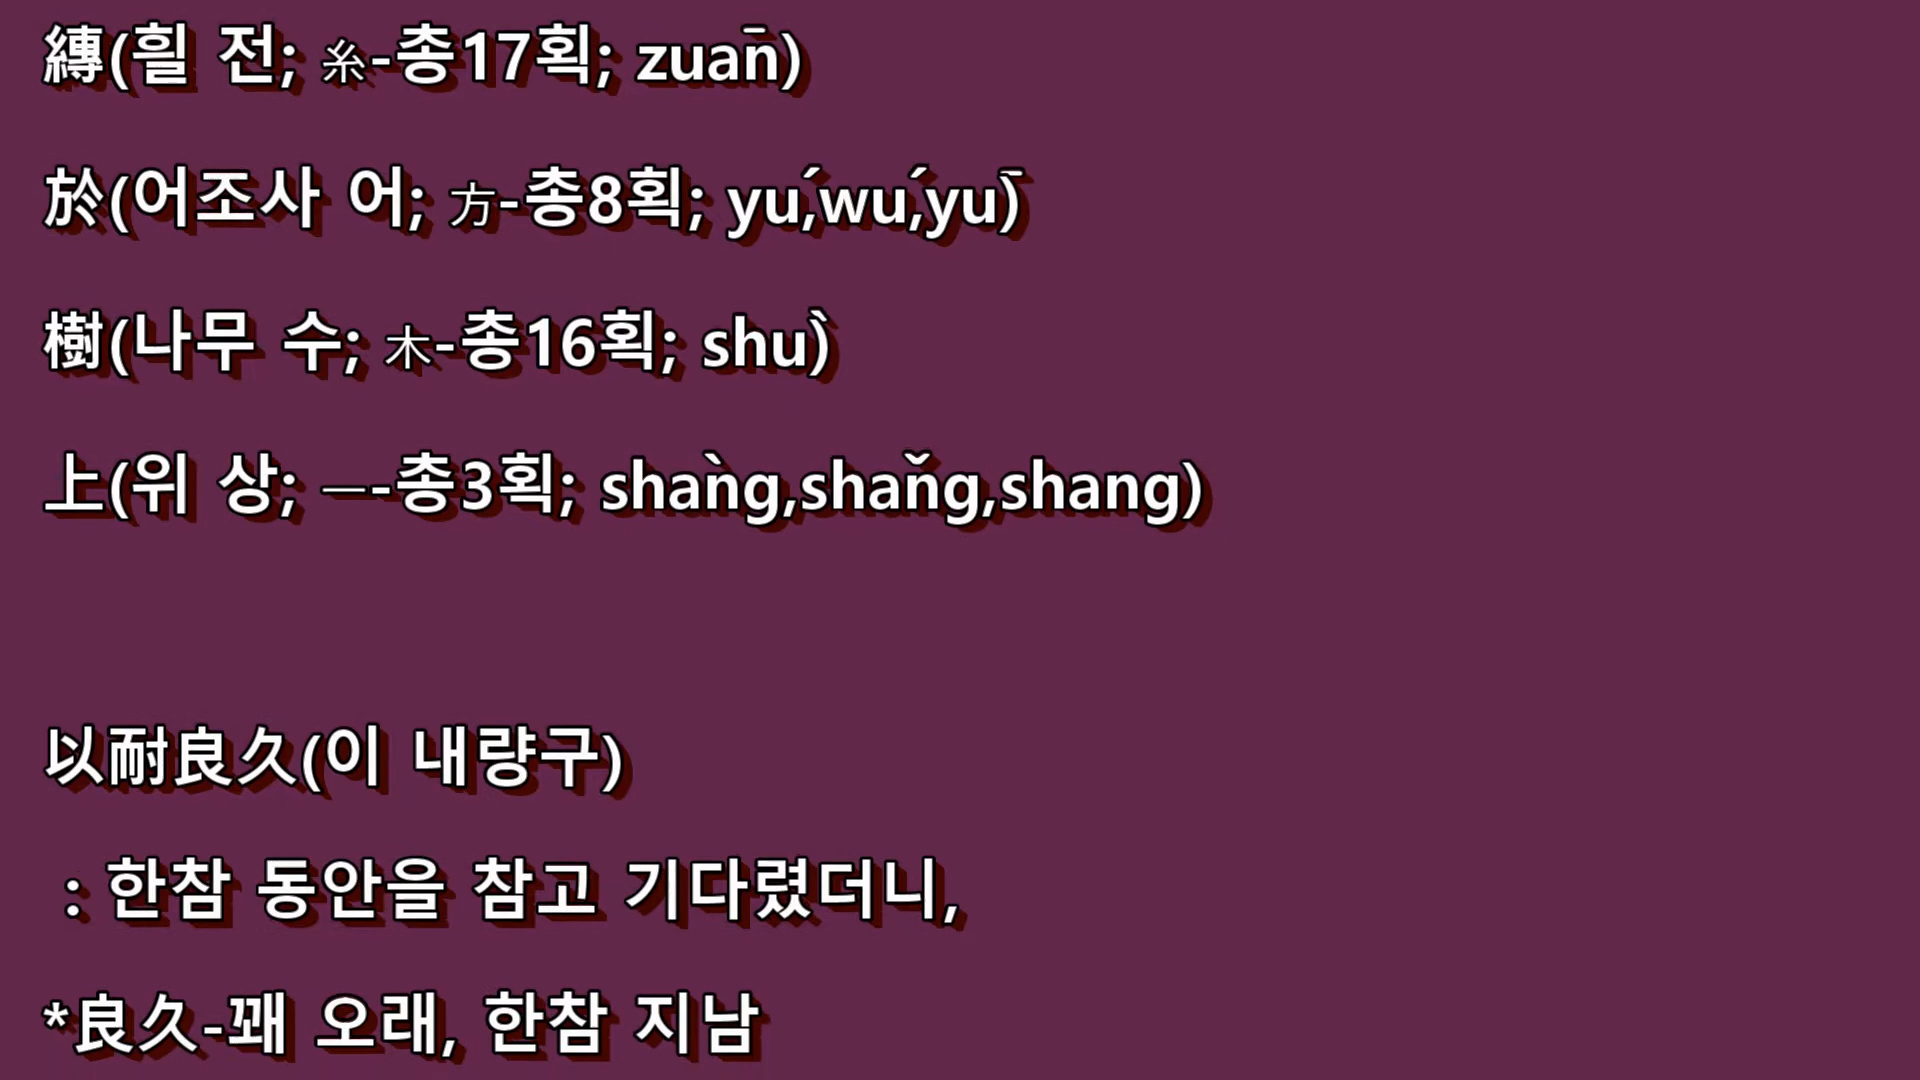 縳(흴 전; 糸-총17획; zuān)
於(어조사 어; 方-총8획; yú,wú,yū)
樹(나무 수; 木-총16획; shù)
上(위 상; 一-총3획; shàng,shǎng,shang)
以耐良久(이 내량구)
: 한참 동안을 참고 기다렸더니,
*良久-꽤 오래, 한참 지남